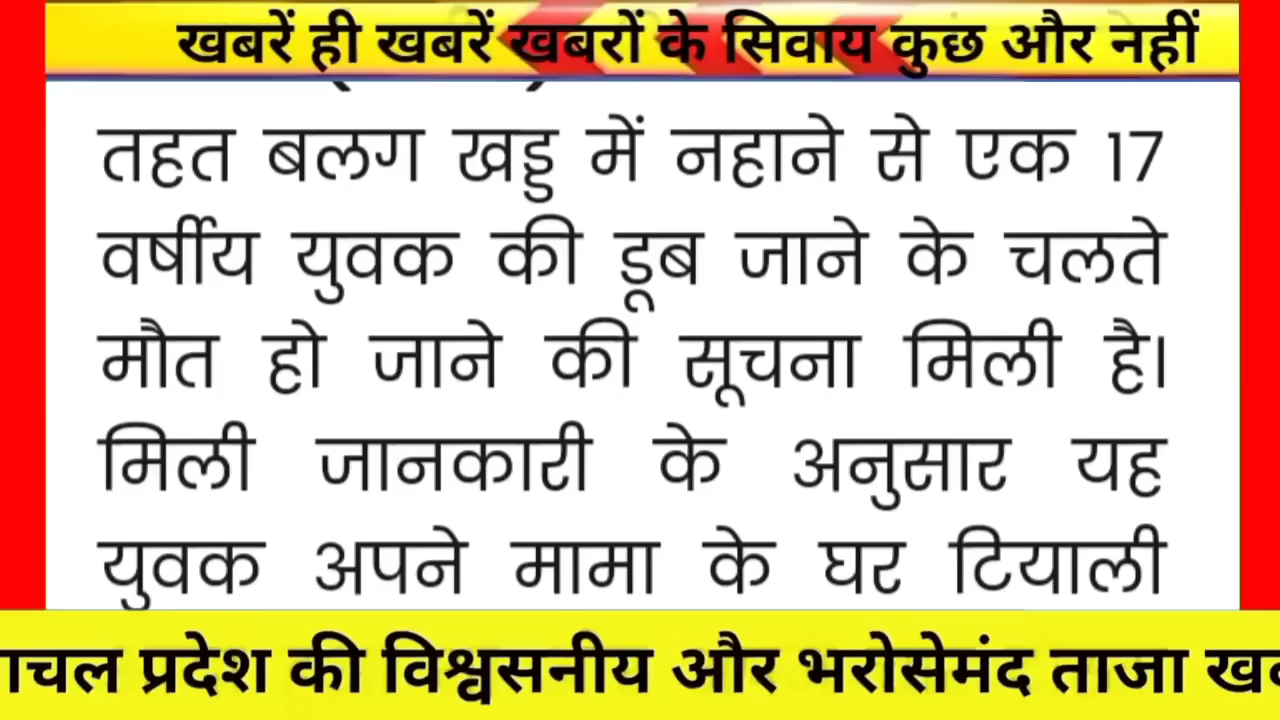 खबरें ही खबरें खबरों के सिवाय कुछ और नहीं
तहत बलग खड्ड में नहाने से एक 17
वर्षीय युवक की डूब जाने के चलते
मौत हो जाने की सूचना मिली है।
मिली जानकारी के अनुसार यह
युवक अपने मामा के घर टियाली
प्रदेश की विश्वसनीय और भरोसेमंद ताजा